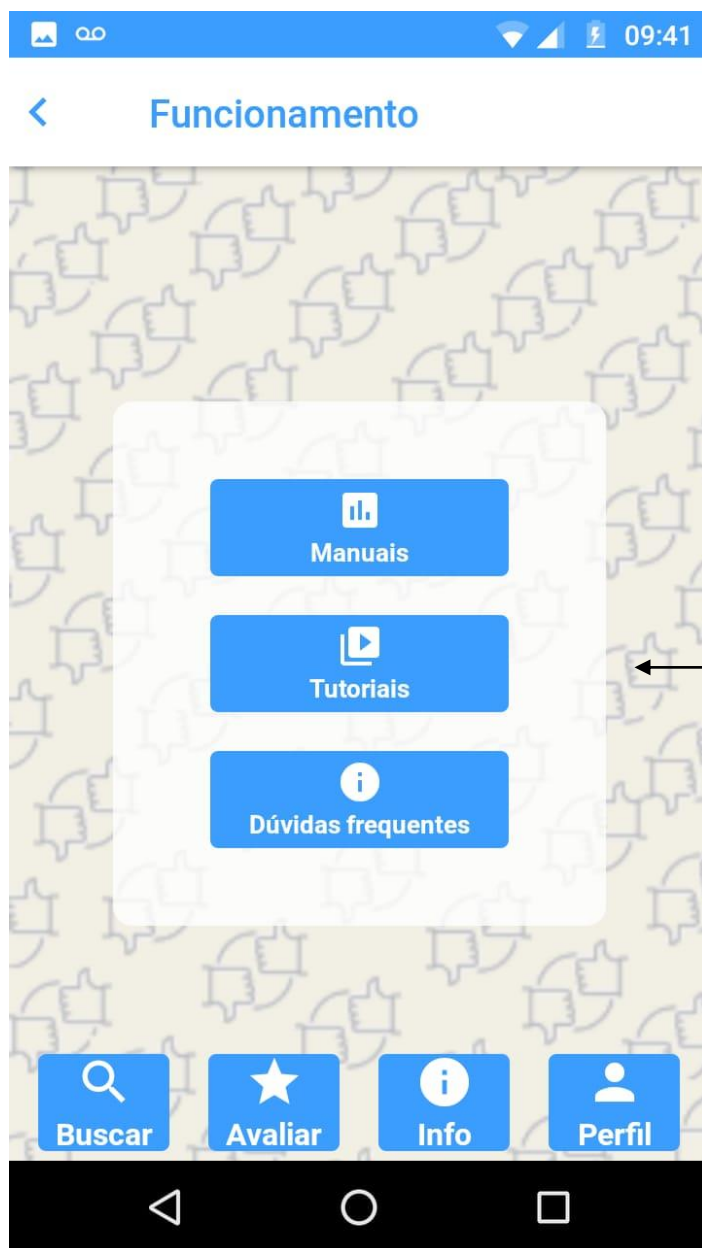 09:41
Funcionamento
Manuais
Tutoriais
Dúvidas frequentes
Buscar Avaliar Info Perfil